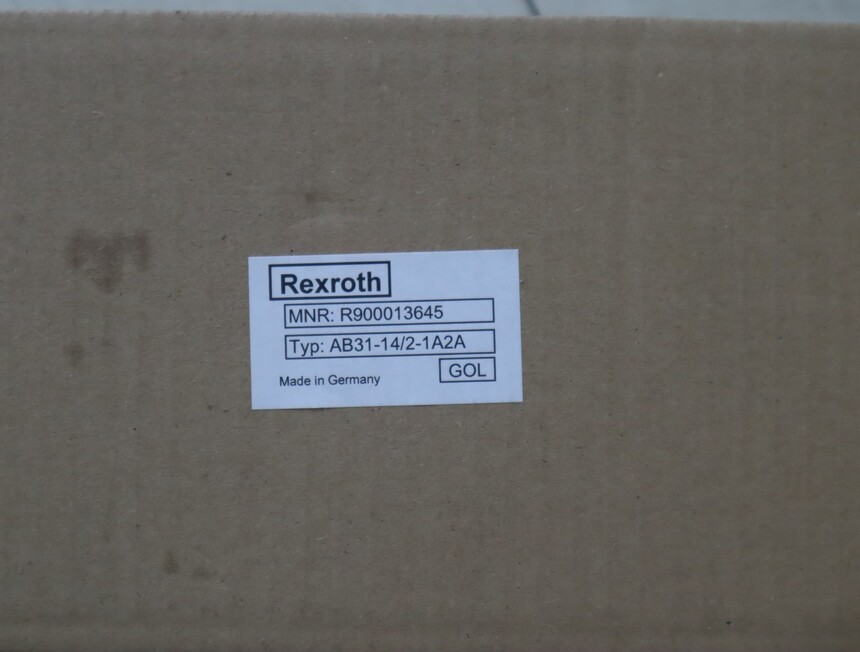 Rexroth
MNR: R900013645
Typ: AB31-14/2-1A2A
GOL
Made in Germany